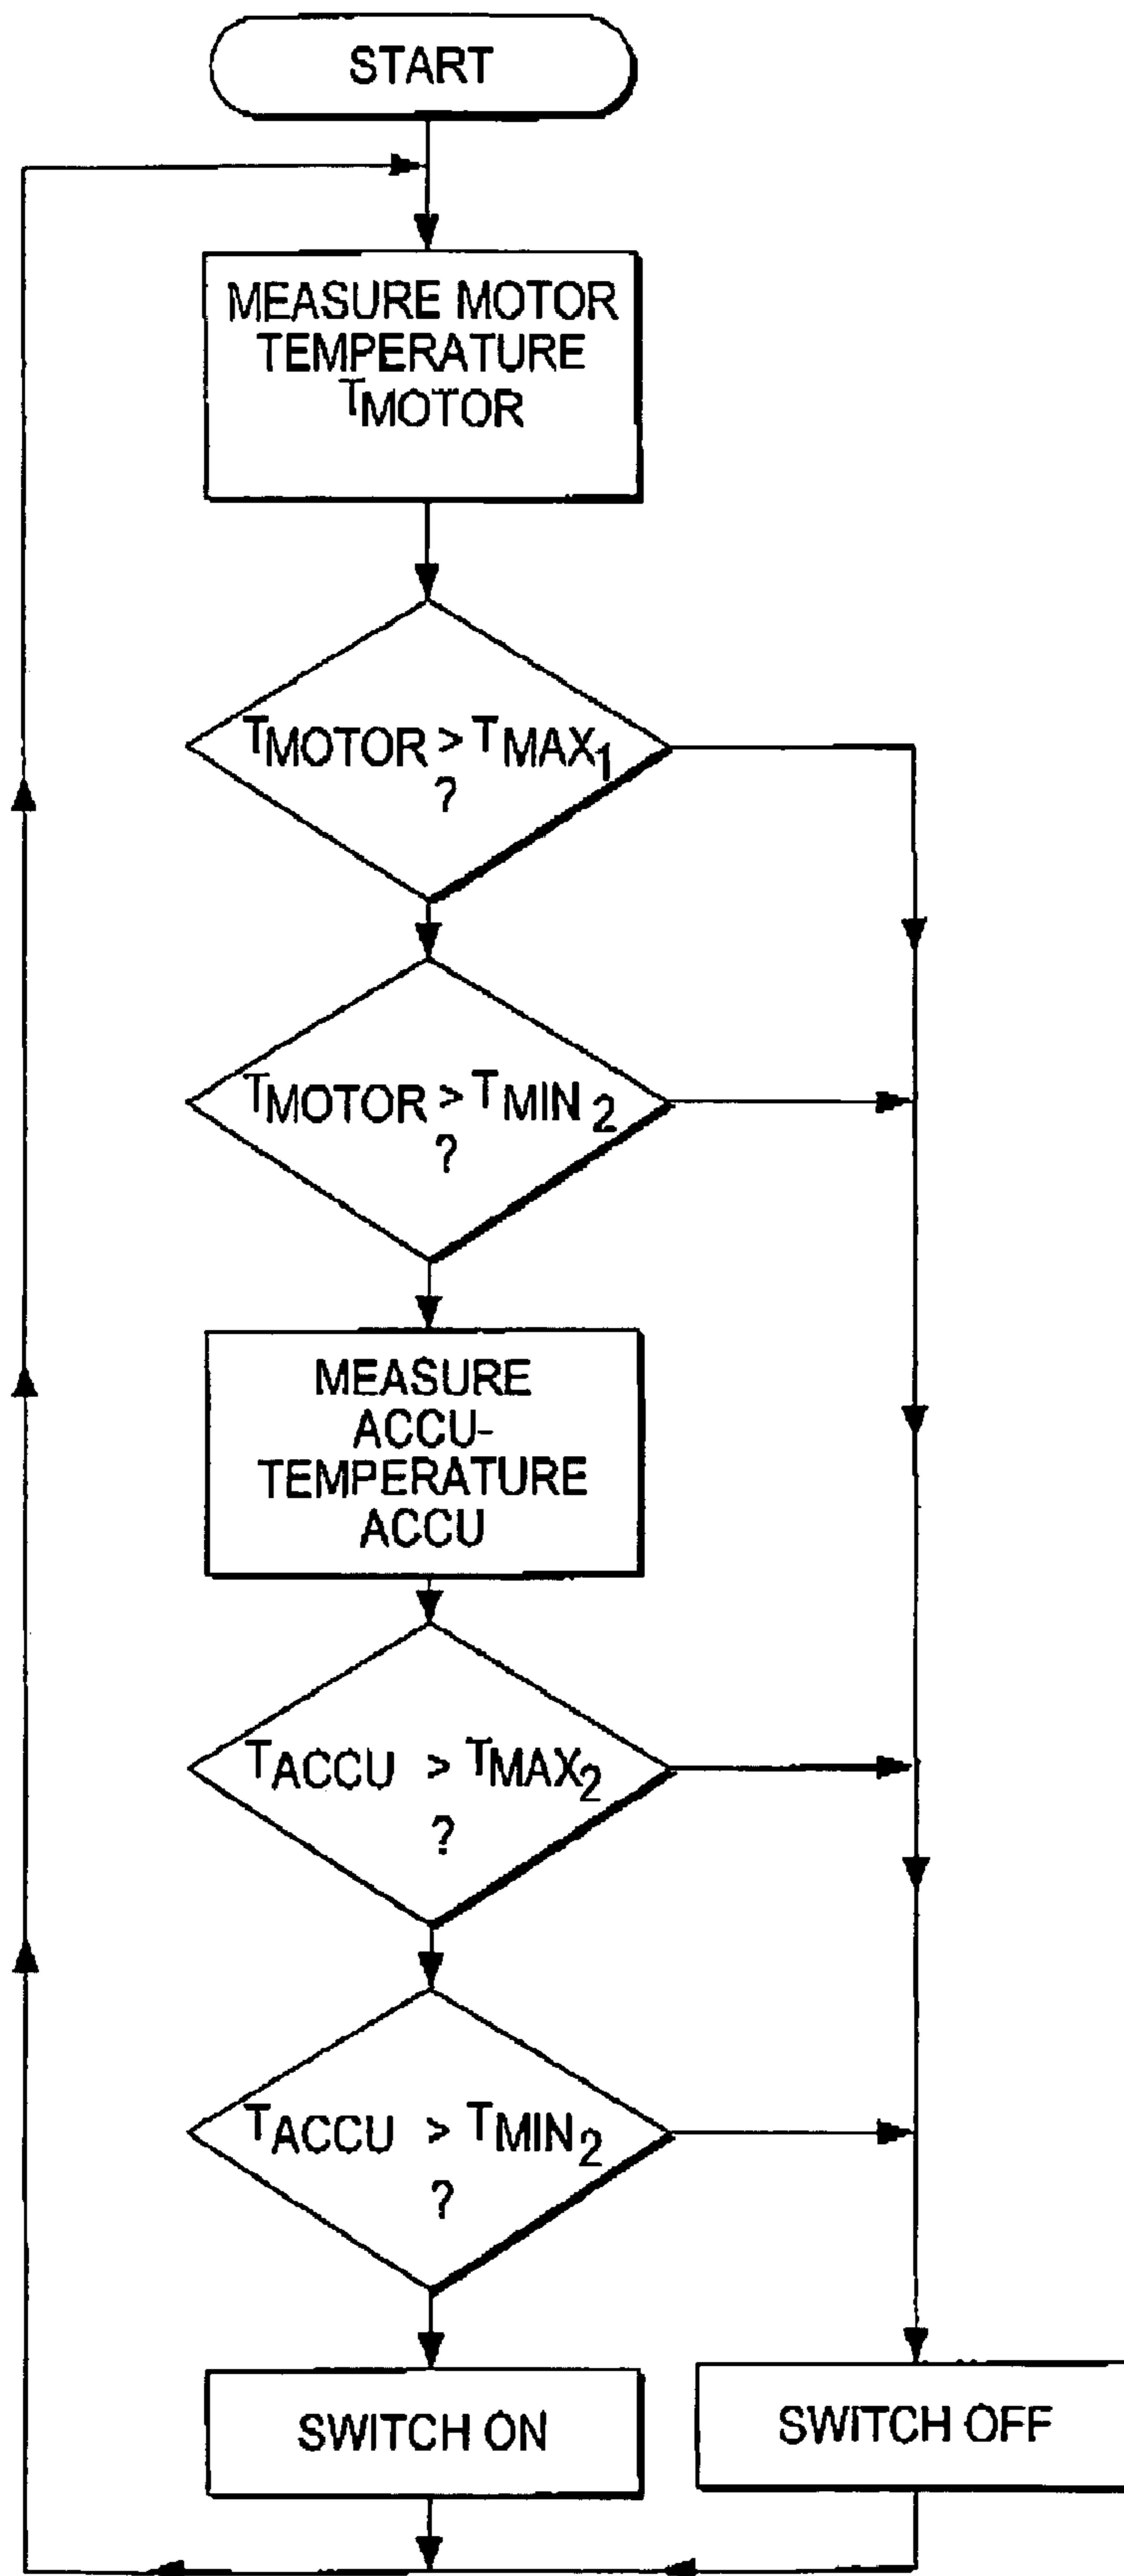 START
MEASURE MOTOR
TEMPERATURE
TMOTOR
TMOTOR > TMAX1
?
TMOTOR > TMIN 2
?
MEASURE
ACCU-
TEMPERATURE
ACCU
TACCU > TMAX2
?
TACCU > TMIN2
?
SWITCH ON
SWITCH OFF